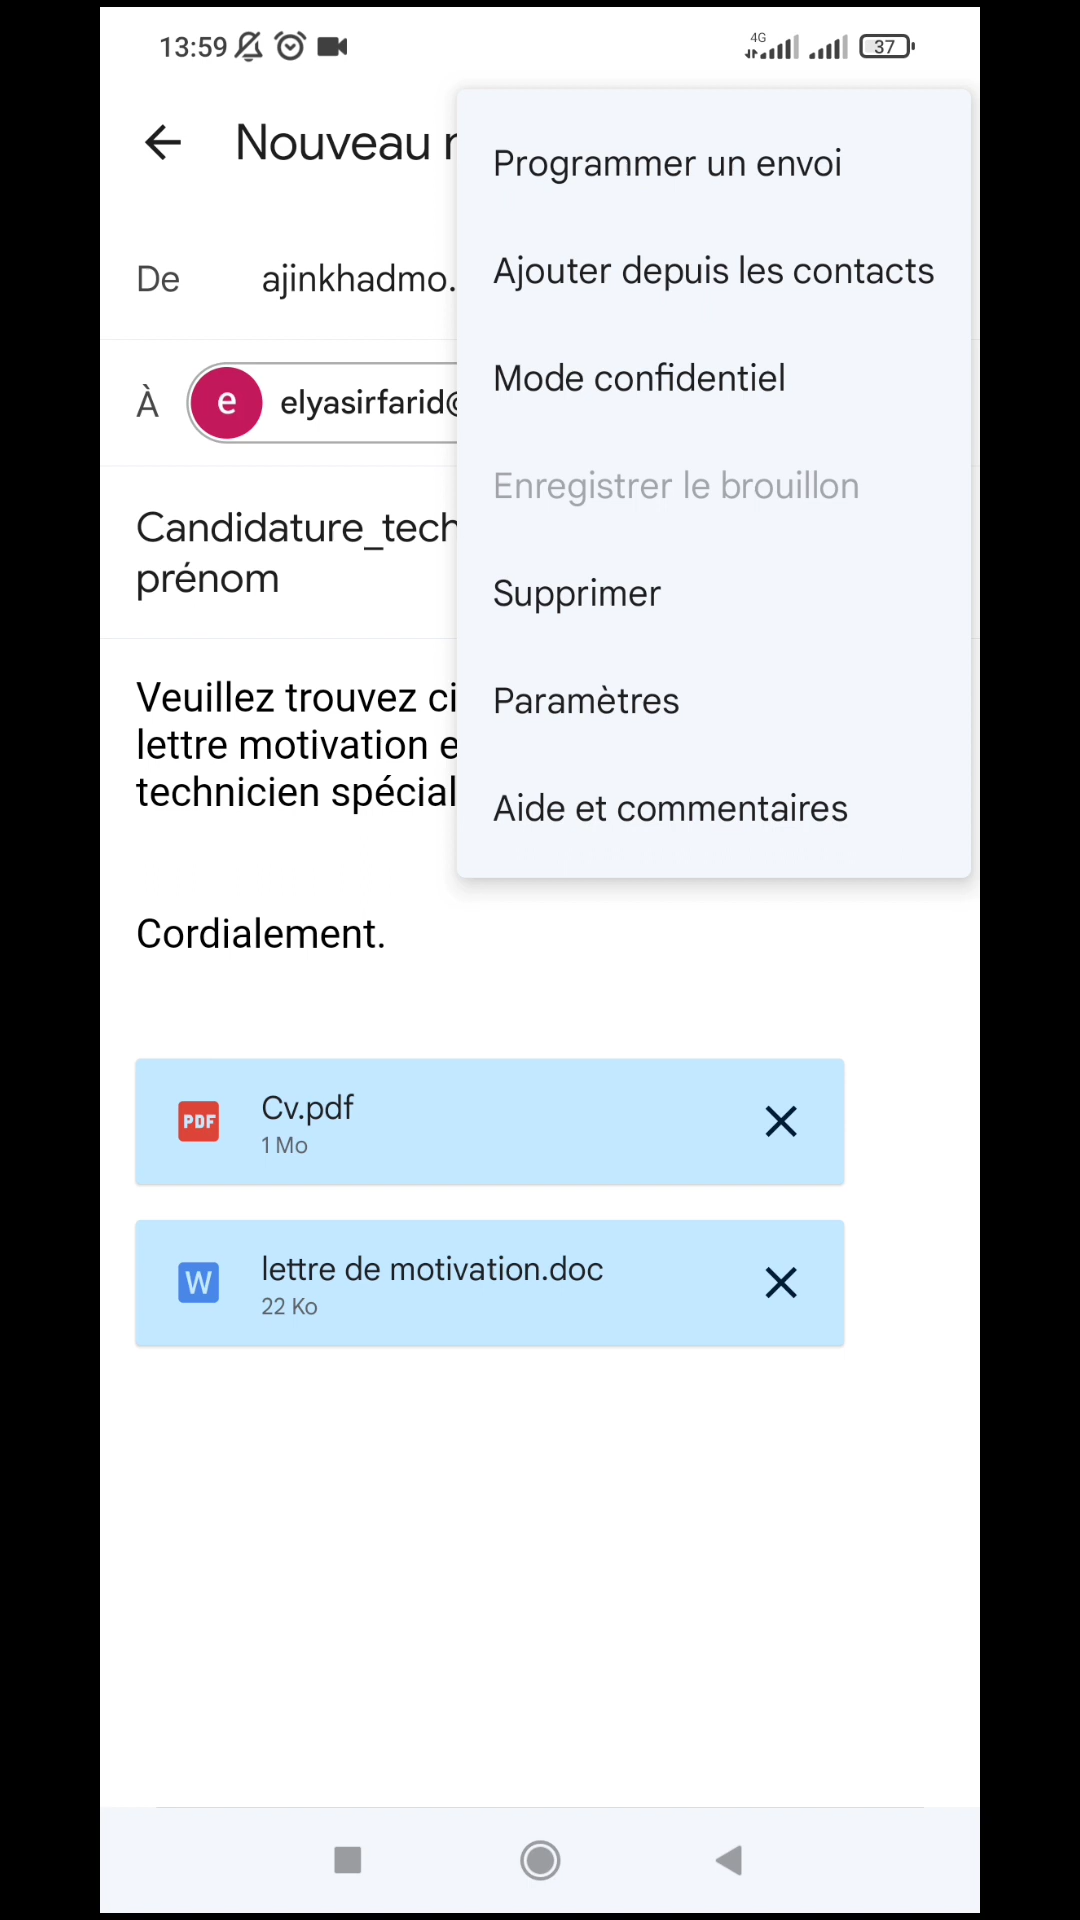 13:59
4G
37
Nouveau
Programmer un envoi
Ajouter depuis les contacts
Mode confidentiel
Enregistrer le brouillon
Supprimer
Paramètres
Aide et commentaires
De ajinkhadmo.
À e elyasirfarid@
Candidature_tech
prénom
Veuillez trouvez ci
lettre motivation e
technicien spécial
Cordialement.
PDF Cv.pdf
1 Mo
W lettre de motivation.doc
22 Ko